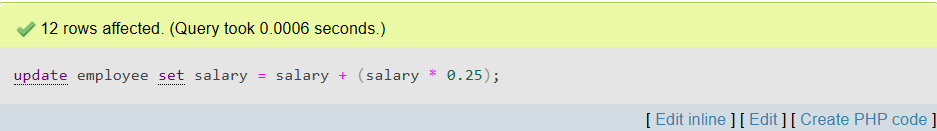 12 rows affected. (Query took 0.0006 seconds.)
update employee set salary = salary + (salary * 0.25);
[ Edit inline ] [ Edit ] [ Create PHP code ]